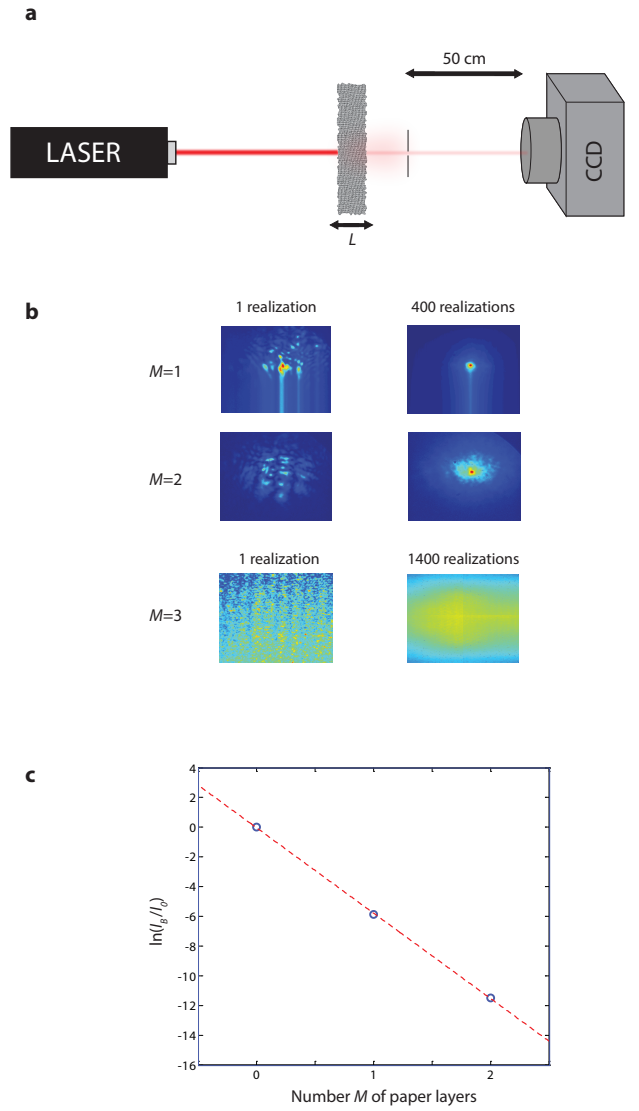 a
50 cm
LASER
CCD
L
b
1 realization 400 realizations
M=1
M=2
1 realization 1400 realizations
M=3
c
4
2
0
-2
-4
-6
-8
-10
-12
-14
-16
ln(I_B/I_0)
0 1 2
Number M of paper layers